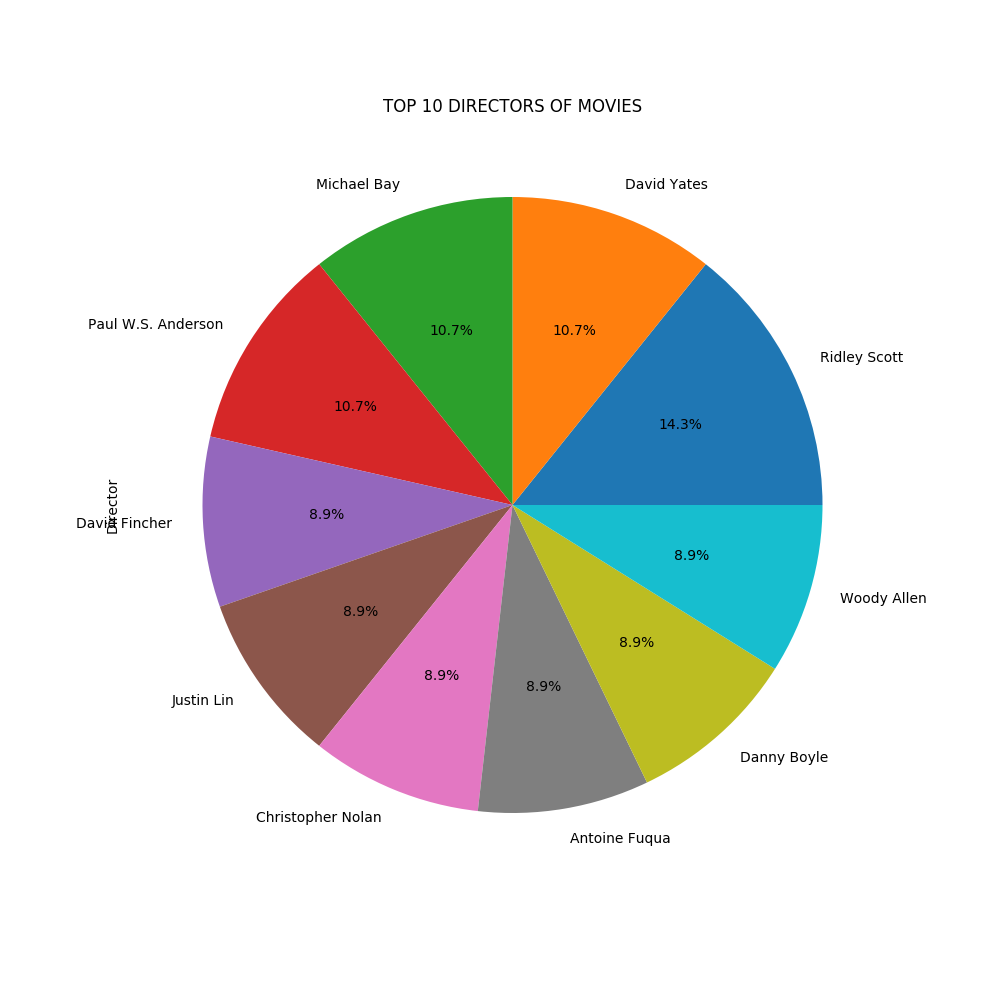 TOP 10 DIRECTORS OF MOVIES
Michael Bay
David Yates
Paul W.S. Anderson
Ridley Scott
10.7%
10.7%
10.7%
14.3%
Director
David Fincher
8.9%
8.9%
Woody Allen
8.9%
8.9%
Justin Lin
8.9%
8.9%
Danny Boyle
Christopher Nolan
Antoine Fuqua